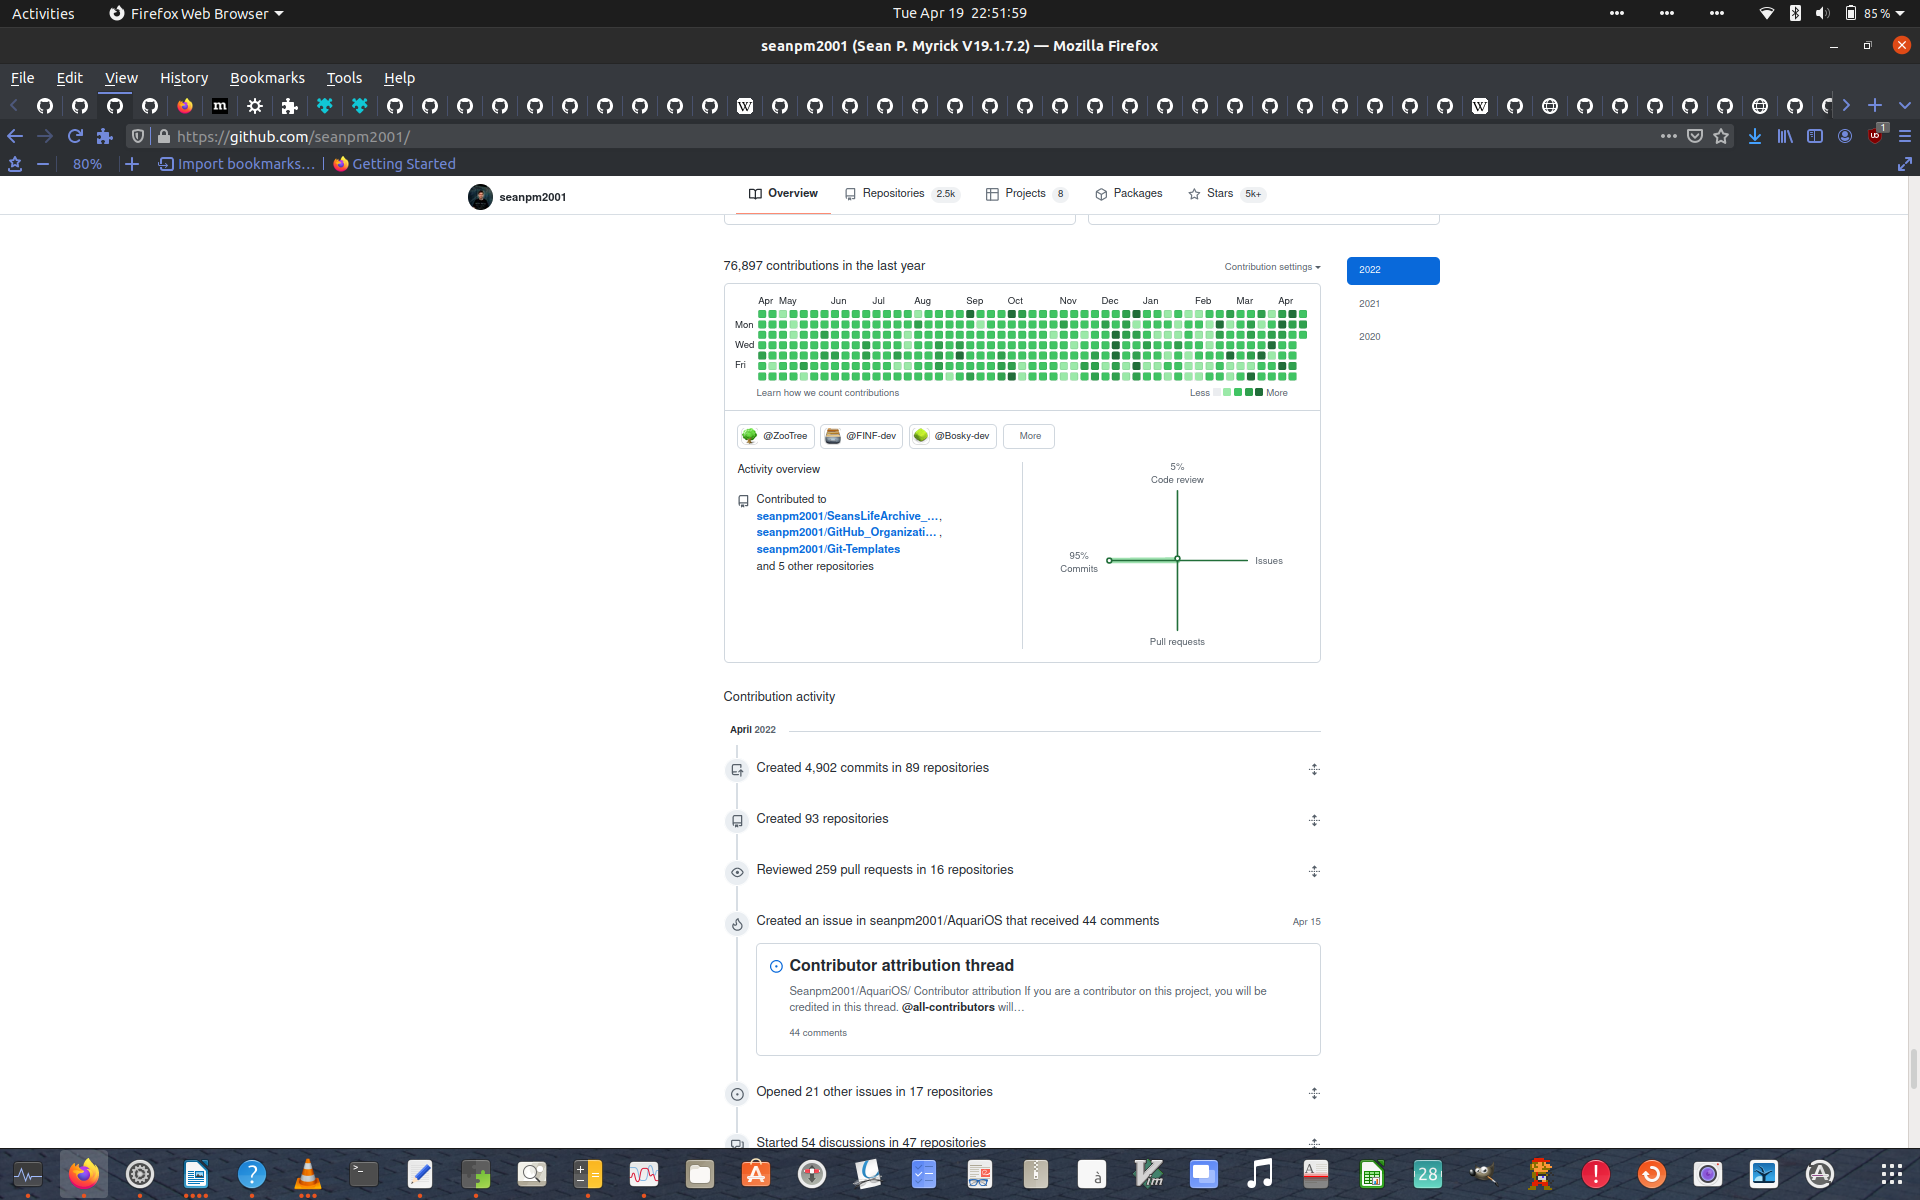 Activities
Firefox Web Browser
Tue Apr 19 22:51:59
85 %
seanpm2001 (Sean P. Myrick V19.1.7.2) — Mozilla Firefox
File Edit View History Bookmarks Tools Help
https://github.com/seanpm2001/
1
80%
Import bookmarks...
Getting Started
seanpm2001
Overview
Repositories 2.5k
Projects 8
Packages
Stars 5k+
76,897 contributions in the last year
Contribution settings
2022
2021
2020
Apr May Jun Jul Aug Sep Oct Nov Dec Jan Feb Mar Apr
Mon
Wed
Fri
Learn how we count contributions
Less More
@ZooTree
@FINF-dev
@Bosky-dev
More
Activity overview
Contributed to
seanpm2001/SeansLifeArchive_… ,
seanpm2001/GitHub_Organizati… ,
seanpm2001/Git-Templates
and 5 other repositories
5%
Code review
95%
Commits
Issues
Pull requests
Contribution activity
April 2022
Created 4,902 commits in 89 repositories
Created 93 repositories
Reviewed 259 pull requests in 16 repositories
Created an issue in seanpm2001/AquariOS that received 44 comments
Apr 15
Contributor attribution thread
Seanpm2001/AquariOS/ Contributor attribution If you are a contributor on this project, you will be
credited in this thread. @all-contributors will…
44 comments
Opened 21 other issues in 17 repositories
Started 54 discussions in 47 repositories
28